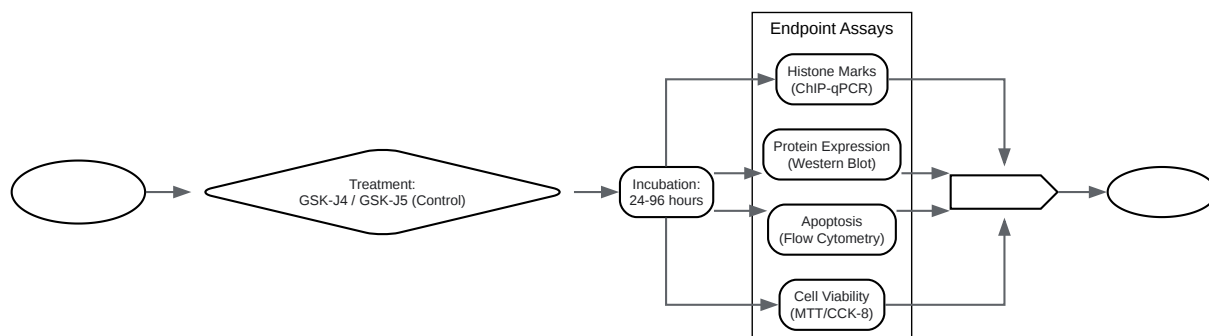 Endpoint Assays
Histone Marks
(ChIP-qPCR)
Protein Expression
(Western Blot)
Treatment:
GSK-J4 / GSK-J5 (Control)
Incubation:
24-96 hours
Apoptosis
(Flow Cytometry)
Cell Viability
(MTT/CCK-8)